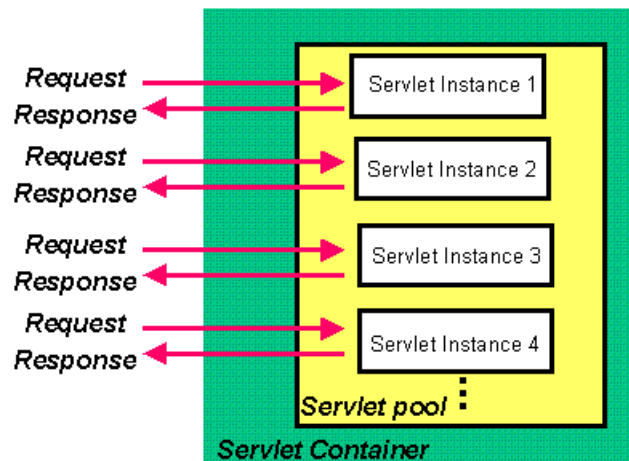 Request
Response
Servlet Instance 1
Request
Response
Servlet Instance 2
Request
Response
Servlet Instance 3
Request
Response
Servlet Instance 4
Servlet pool
Servlet Container